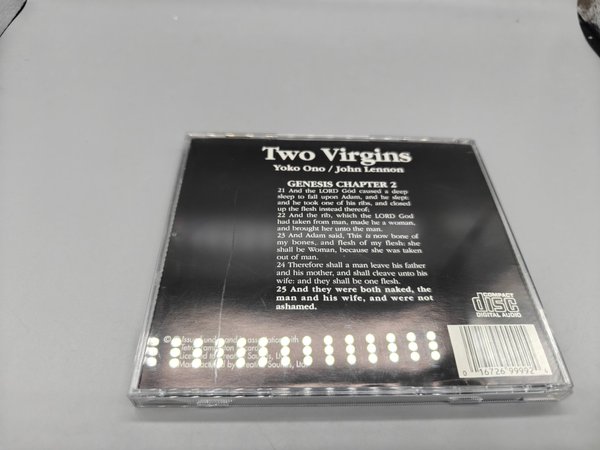 Two Virgins
Yoko Ono / John Lennon
GENESIS CHAPTER 2
21 And the LORD God caused a deep
sleep to fall upon Adam, and he slept:
and he took one of his ribs, and closed
up the flesh instead thereof;
22 And the rib, which the LORD God
had taken from man, made he a woman,
and brought her unto the man.
23 And Adam said, This is now bone of
my bones, and flesh of my flesh: she
shall be Woman, because she was taken
out of man.
24 Therefore shall a man leave his father
and his mother, and shall cleave unto his
wife: and they shall be one flesh.
25 And they were both naked, the
man and his wife, and were not
ashamed.
COMPACT
disc
DIGITAL AUDIO
Licensed to
by
0 16726 99992